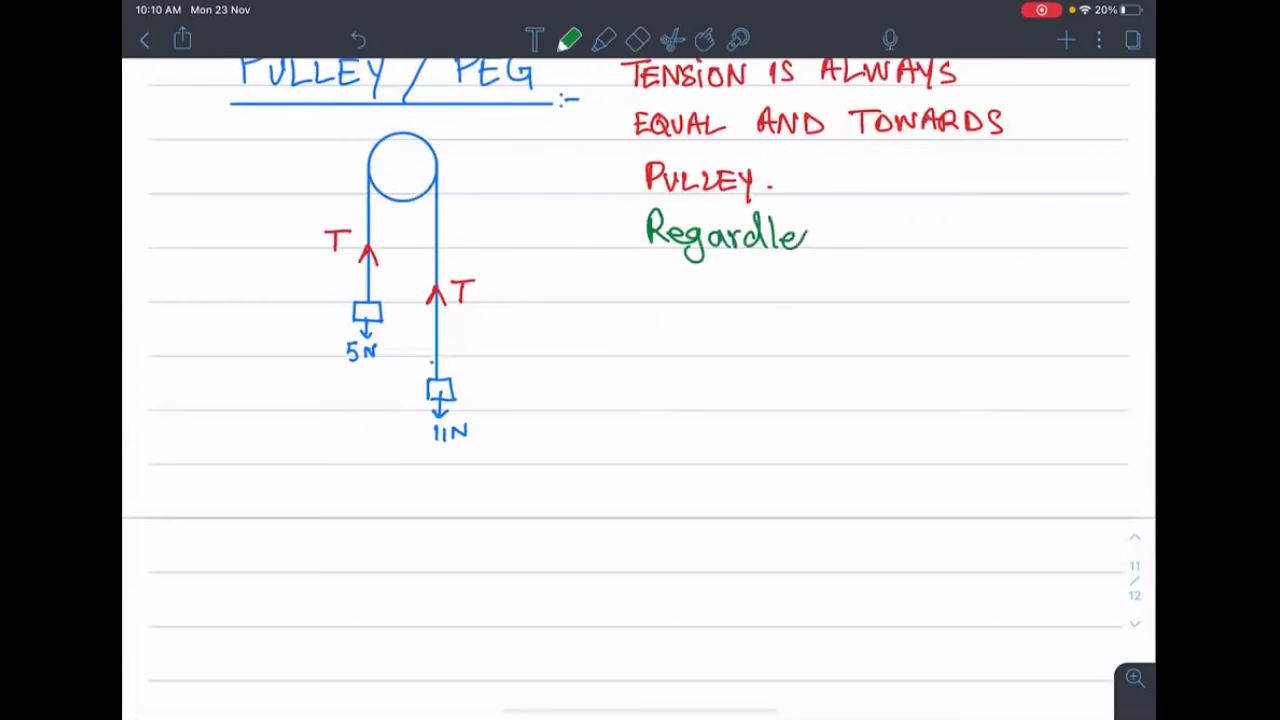 10:10 AM Mon 23 Nov
20%
PULLEY / PEG :-
TENSION IS ALWAYS
EQUAL AND TOWARDS
PULLEY.
Regardle
T
T
5N
11N
T
11
/
12